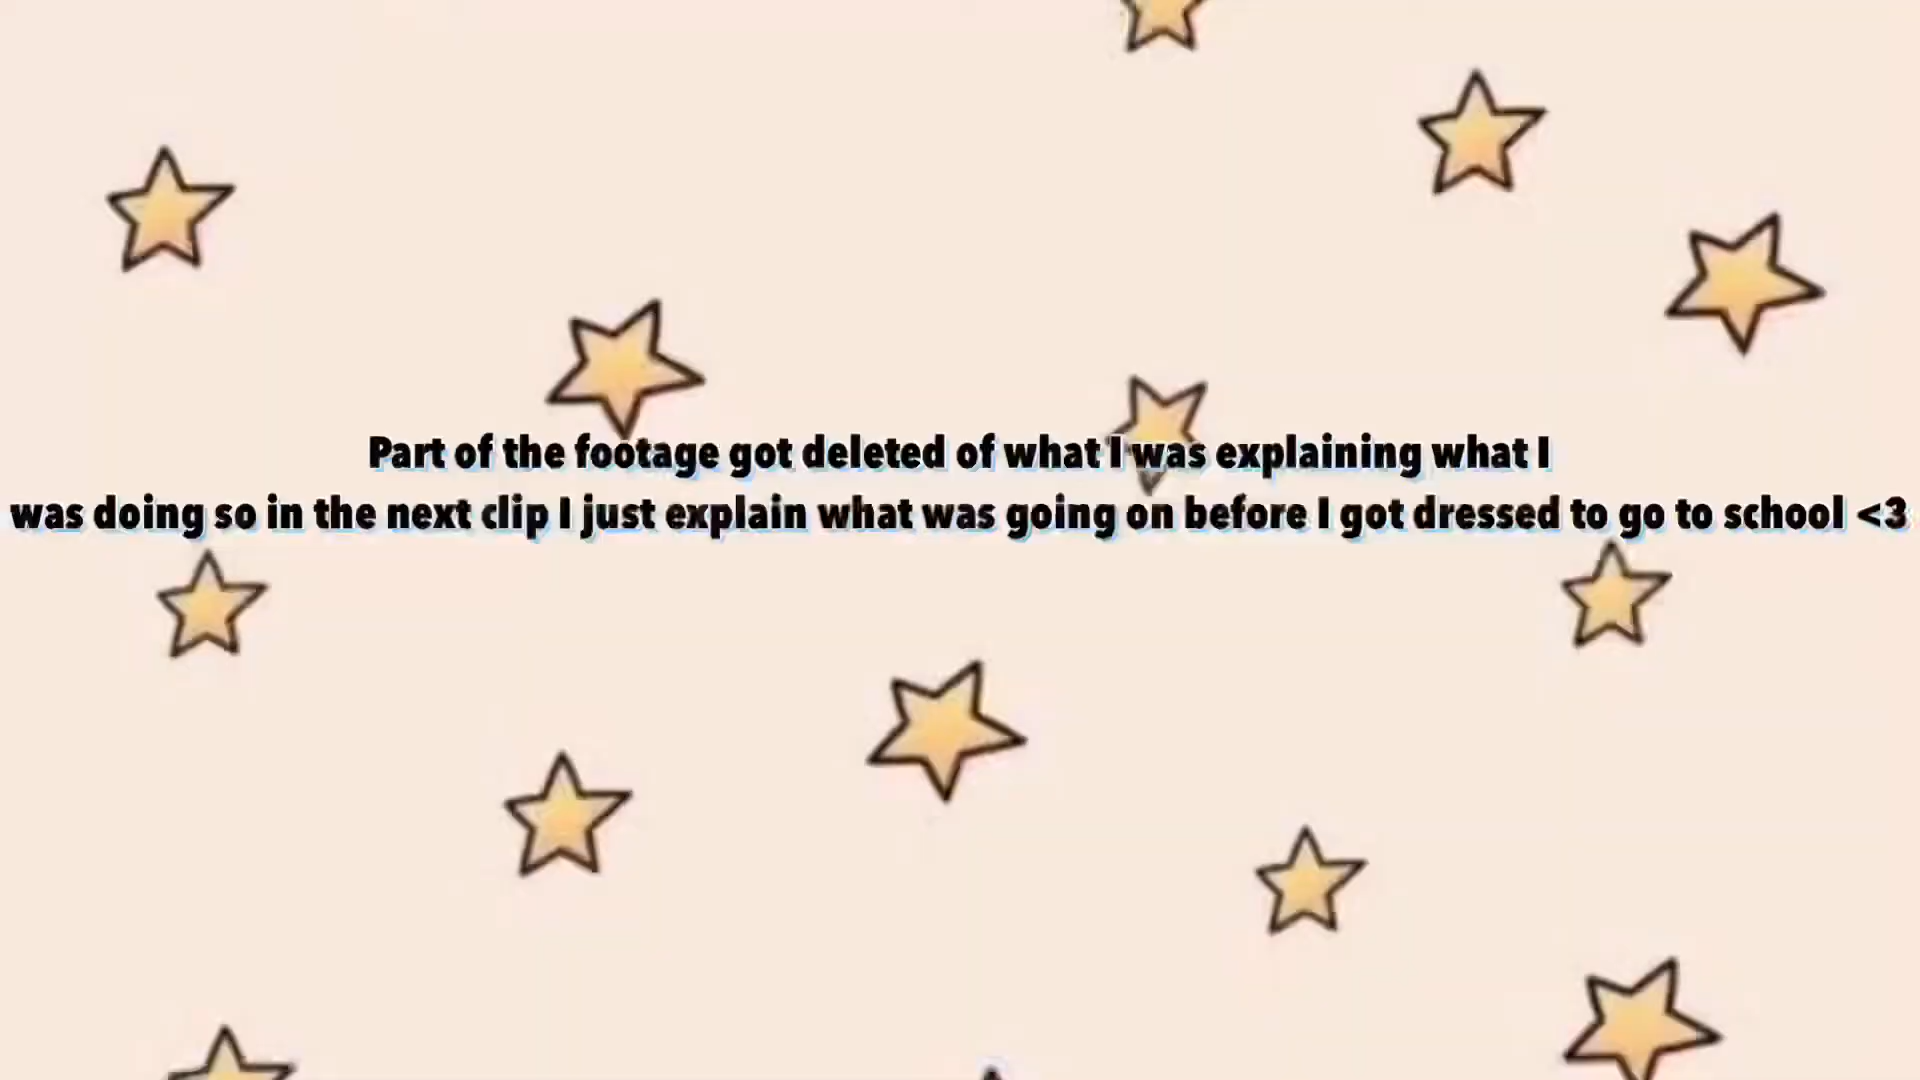 Part of the footage got deleted of what I was explaining what I
was doing so in the next clip I just explain what was going on before I got dressed to go to school <3